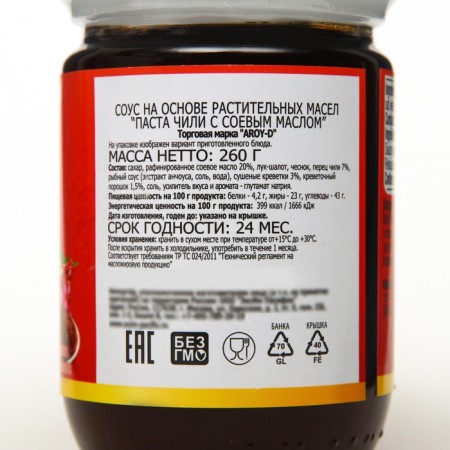 СОУС НА ОСНОВЕ РАСТИТЕЛЬНЫХ МАСЕЛ
"ПАСТА ЧИЛИ С СОЕВЫМ МАСЛОМ"
Торговая марка "AROY-D"
На упаковке изображен вариант приготовленного блюда.
МАССА НЕТТО: 260 Г
Состав: сахар, рафинированное соевое масло 20%, лук-шалот, чеснок, перец чили 7%,
рыбный соус (экстракт анчоуса, соль, вода), сушеные креветки 3%, креветочный
порошок 1,5%, соль, усилитель вкуса и аромата - глутамат натрия.
Пищевая ценность на 100 г продукта: белки - 4,2 г, жиры - 23 г, углеводы - 43 г.
Энергетическая ценность на 100 г продукта: 399 ккал / 1666 кДж
Дата изготовления, годен до: указано на крышке.
СРОК ГОДНОСТИ: 24 МЕС.
Условия хранения: хранить в сухом месте при температуре от+15°С до +30°С.
После вскрытия хранить в холодильнике, употребить в течение 1 месяца.
Соответствует требованиям ТР ТС 024/2011 "Технический регламент на
масложировую продукцию"
EAC
БЕЗ
ГМО
БАНКА
70
GL
КРЫШКА
40
FE